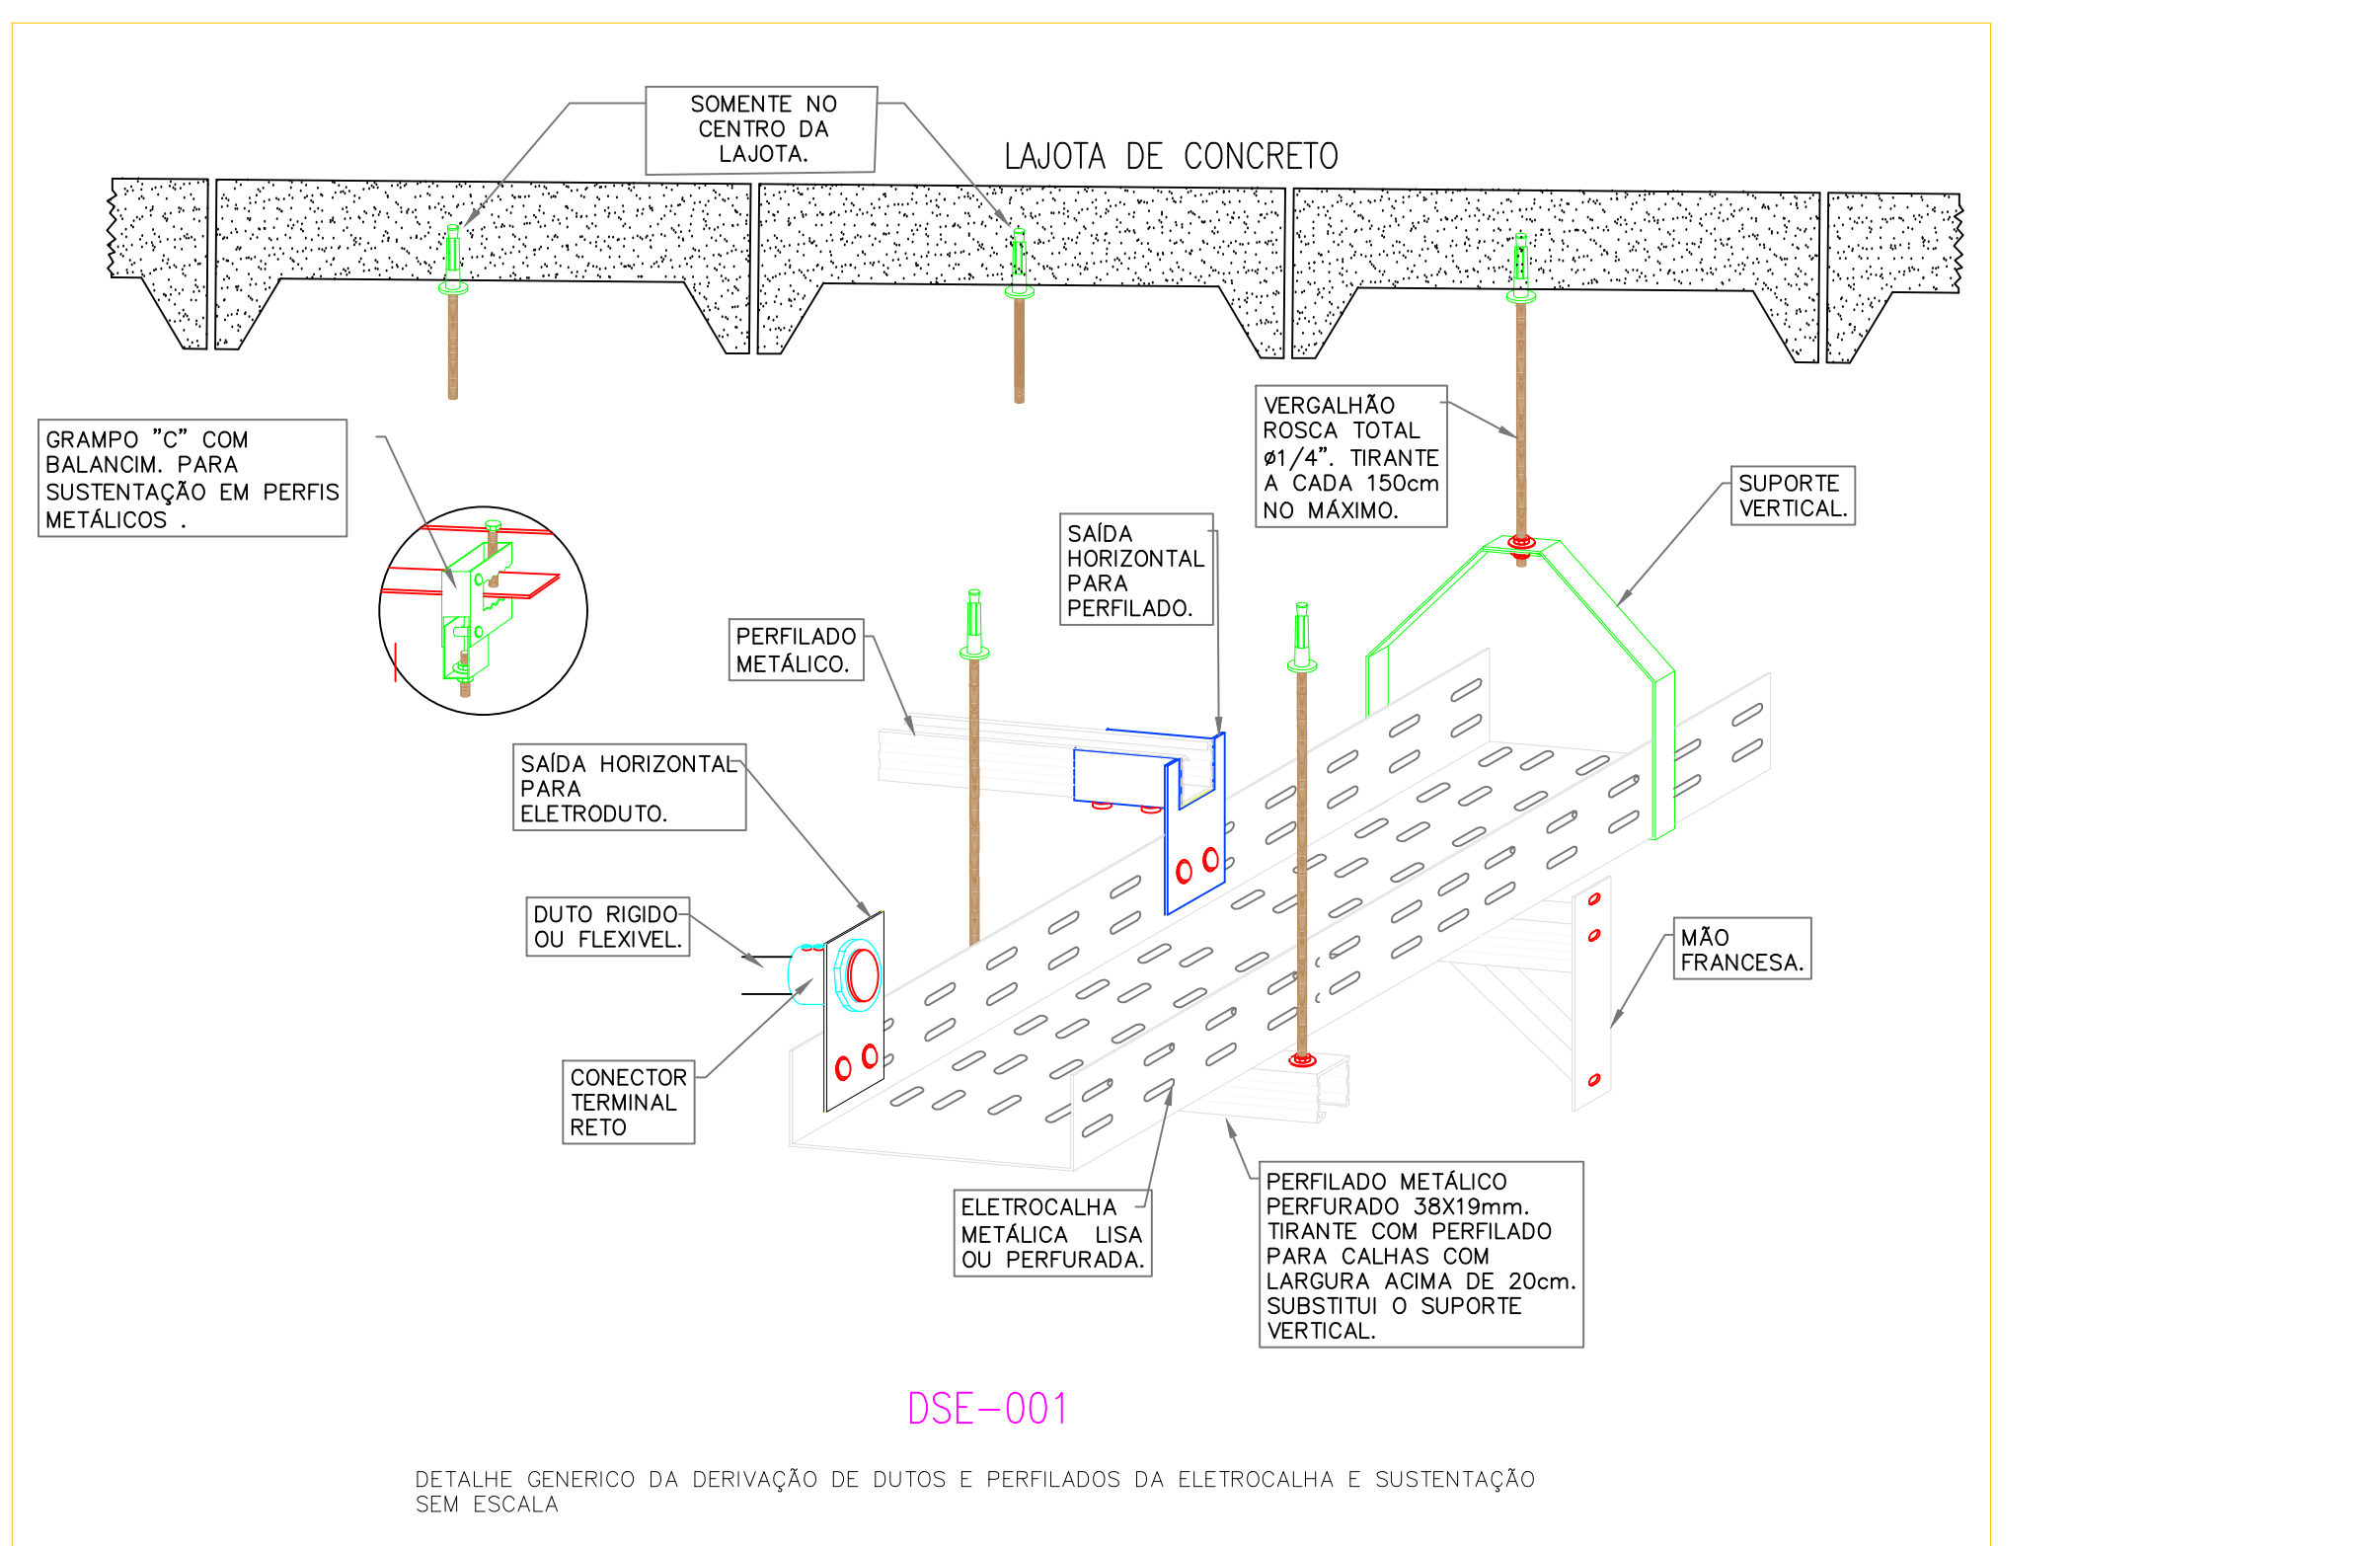 SOMENTE NO
CENTRO DA
LAJOTA.
LAJOTA DE CONCRETO
GRAMPO "C" COM
BALANCIM. PARA
SUSTENTAÇÃO EM PERFIS
METÁLICOS .
VERGALHÃO
ROSCA TOTAL
ø1/4". TIRANTE
A CADA 150cm
NO MÁXIMO.
SUPORTE
VERTICAL.
SAÍDA
HORIZONTAL
PARA
PERFILADO.
PERFILADO
METÁLICO.
SAÍDA HORIZONTAL
PARA
ELETRODUTO.
DUTO RIGIDO
OU FLEXIVEL.
MÃO
FRANCESA.
CONECTOR
TERMINAL
RETO
ELETROCALHA
METÁLICA LISA
OU PERFURADA.
PERFILADO METÁLICO
PERFURADO 38X19mm.
TIRANTE COM PERFILADO
PARA CALHAS COM
LARGURA ACIMA DE 20cm.
SUBSTITUI O SUPORTE
VERTICAL.
DSE-001
DETALHE GENERICO DA DERIVAÇÃO DE DUTOS E PERFILADOS DA ELETROCALHA E SUSTENTAÇÃO
SEM ESCALA